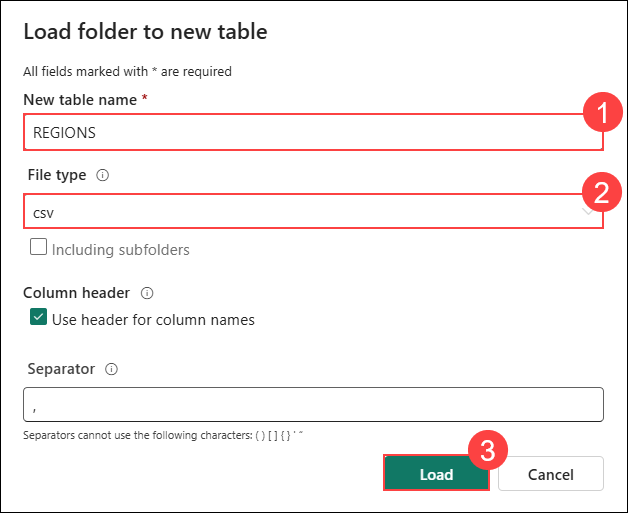 Load folder to new table
All fields marked with * are required
New table name *
1
REGIONS
File type
2
csv
Including subfolders
Column header
Use header for column names
Separator
,
Separators cannot use the following characters: ( ) [ ] { } ' "
3
Load Cancel